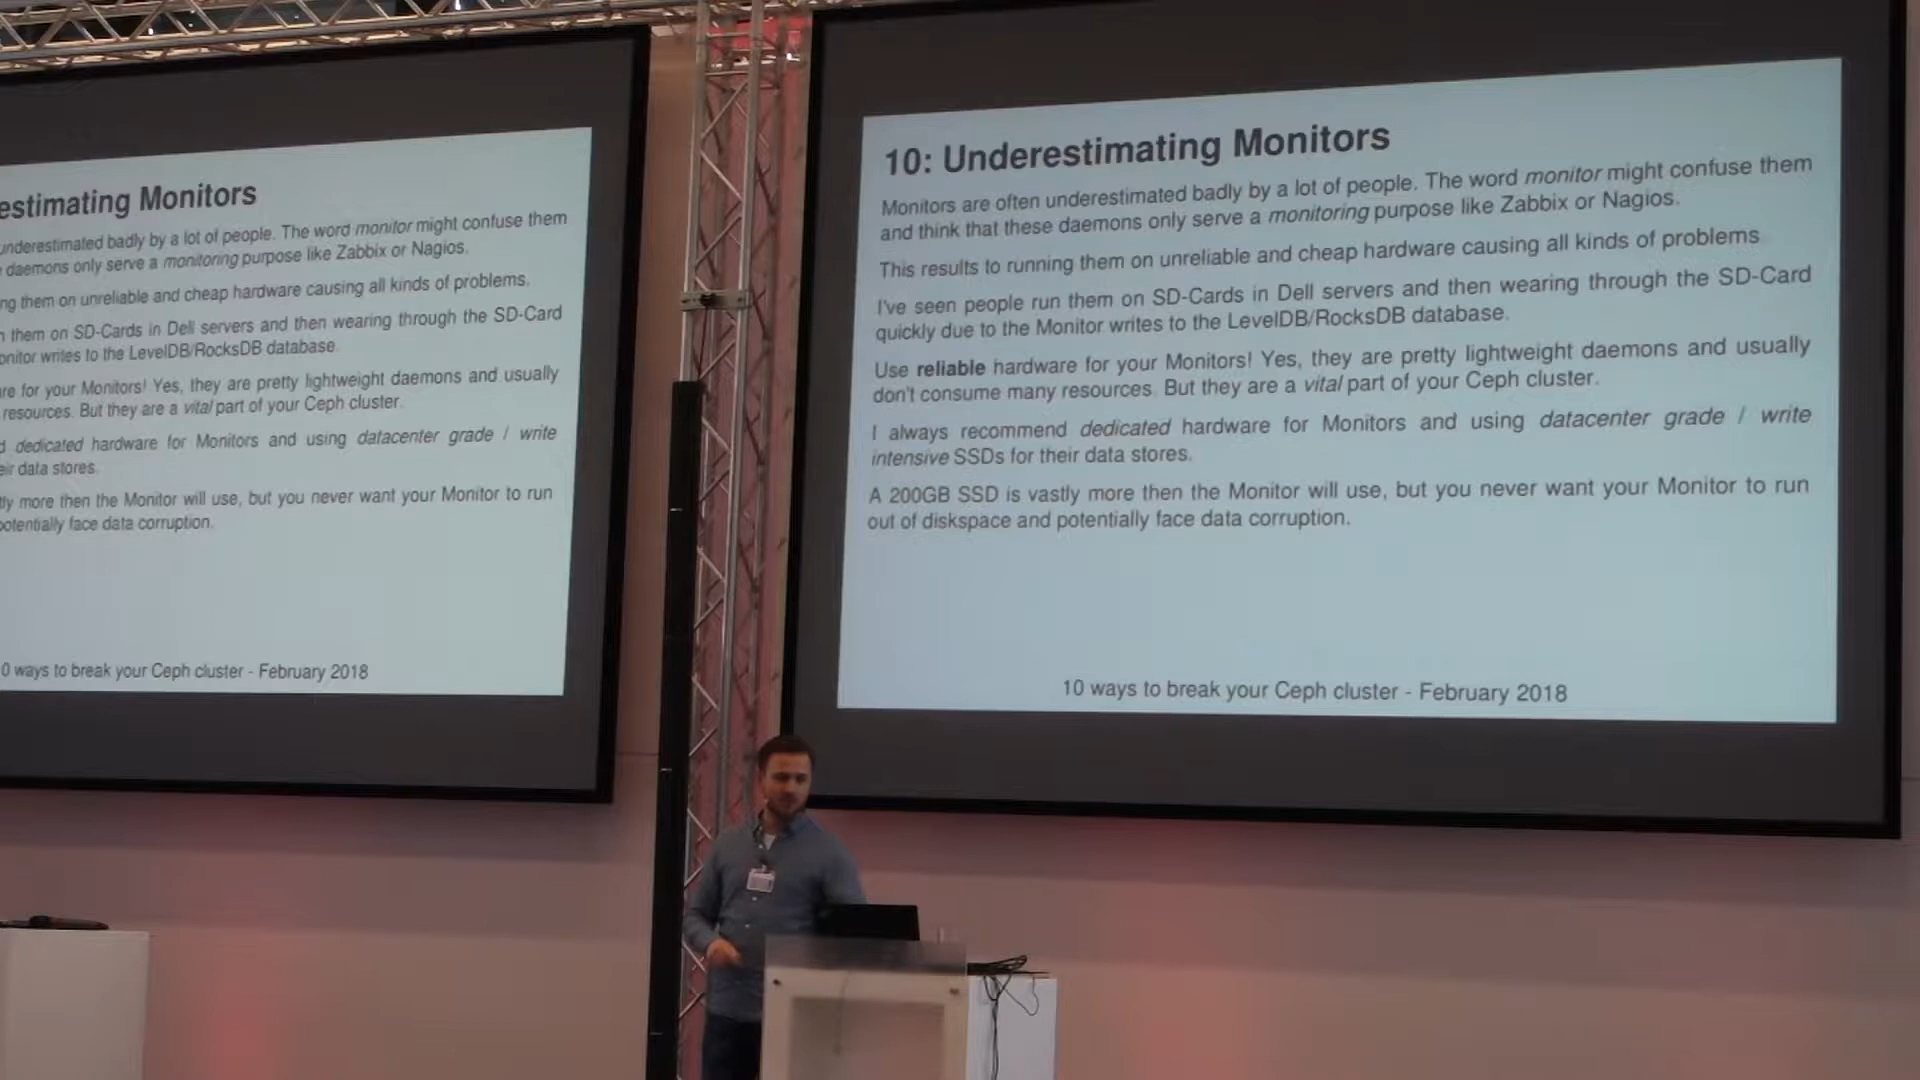 estimating Monitors
underestimated badly by a lot of people. The word monitor might confuse them
daemons only serve a monitoring purpose like Zabbix or Nagios.
ng them on unreliable and cheap hardware causing all kinds of problems.
them on SD-Cards in Dell servers and then wearing through the SD-Card
onitor writes to the LevelDB/RocksDB database.
re for your Monitors! Yes, they are pretty lightweight daemons and usually
resources. But they are a vital part of your Ceph cluster.
d dedicated hardware for Monitors and using datacenter grade / write
eir data stores.
tly more then the Monitor will use, but you never want your Monitor to run
potentially face data corruption.
0 ways to break your Ceph cluster - February 2018
10: Underestimating Monitors
Monitors are often underestimated badly by a lot of people. The word monitor might confuse them
and think that these daemons only serve a monitoring purpose like Zabbix or Nagios.
This results to running them on unreliable and cheap hardware causing all kinds of problems.
I've seen people run them on SD-Cards in Dell servers and then wearing through the SD-Card
quickly due to the Monitor writes to the LevelDB/RocksDB database.
Use reliable hardware for your Monitors! Yes, they are pretty lightweight daemons and usually
don't consume many resources. But they are a vital part of your Ceph cluster.
I always recommend dedicated hardware for Monitors and using datacenter grade / write
intensive SSDs for their data stores.
A 200GB SSD is vastly more then the Monitor will use, but you never want your Monitor to run
out of diskspace and potentially face data corruption.
10 ways to break your Ceph cluster - February 2018